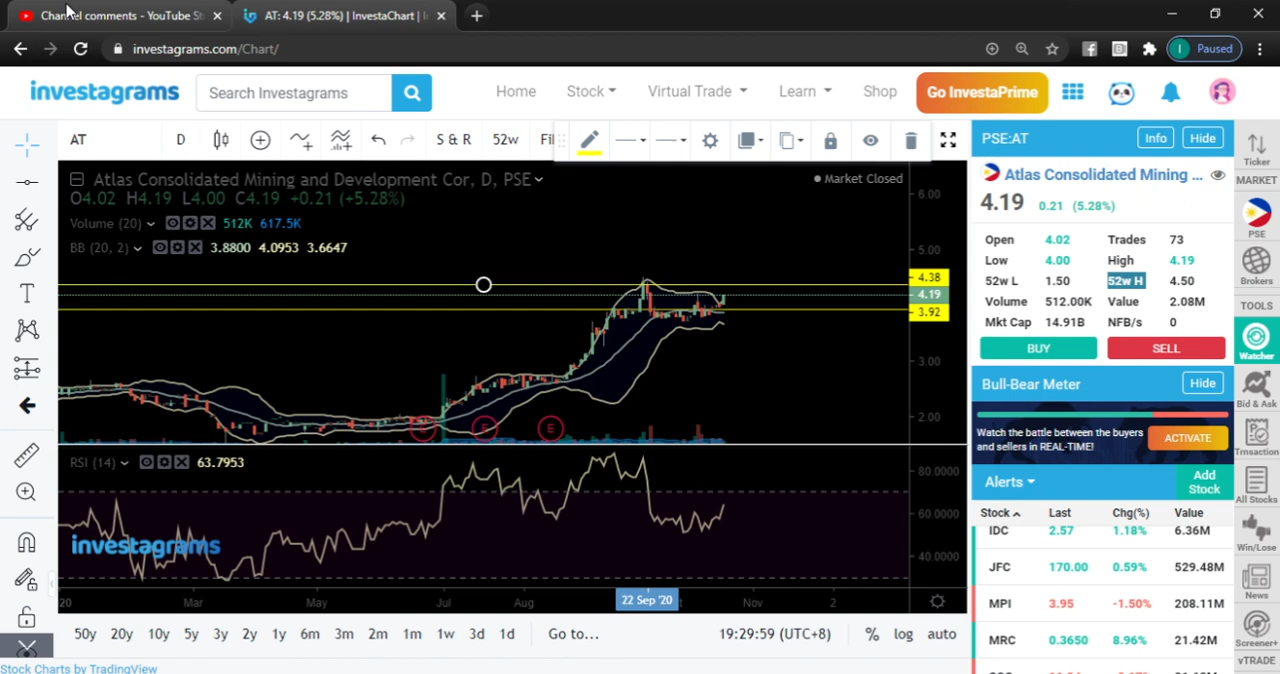 Channel comments - YouTube St
AT: 4.19 (5.28%) | InvestaChart |
investagrams.com/Chart/
I Paused
investagrams
Search Investagrams
Home Stock Virtual Trade Learn Shop Go InvestaPrime
AT D S & R 52w Fil
Atlas Consolidated Mining and Development Cor, D, PSE
Market Closed
O4.02 H4.19 L4.00 C4.19 +0.21 (+5.28%)
Volume (20) 512K 617.5K
BB (20, 2) 3.8800 4.0953 3.6647
6.00
5.00
4.38
4.19
3.92
3.00
2.00
E E E
RSI (14) 63.7953
80.0000
60.0000
40.0000
investagrams
20 Mar May Jul Aug 22 Sep '20 t Nov 2
50y 20y 10y 5y 3y 2y 1y 6m 3m 2m 1m 1w 3d 1d Go to... 19:29:59 (UTC+8) % log auto
Stock Charts by TradingView
PSE:AT Info Hide
Atlas Consolidated Mining ...
4.19 0.21 (5.28%)
Open 4.02 Trades 73
Low 4.00 High 4.19
52w L 1.50 52w H 4.50
Volume 512.00K Value 2.08M
Mkt Cap 14.91B NFB/s 0
BUY SELL
Bull-Bear Meter Hide
Watch the battle between the buyers
and sellers in REAL-TIME!
ACTIVATE
Alerts Add
Stock
Stock Last Chg(%) Value
IDC 2.57 1.18% 6.36M
JFC 170.00 0.59% 529.48M
MPI 3.95 -1.50% 208.11M
MRC 0.3650 8.96% 21.42M
Ticker
MARKET
PSE
Brokers
TOOLS
Watcher
Bid & Ask
Trnsaction
All Stocks
Win/Lose
News
Screener+
vTRADE